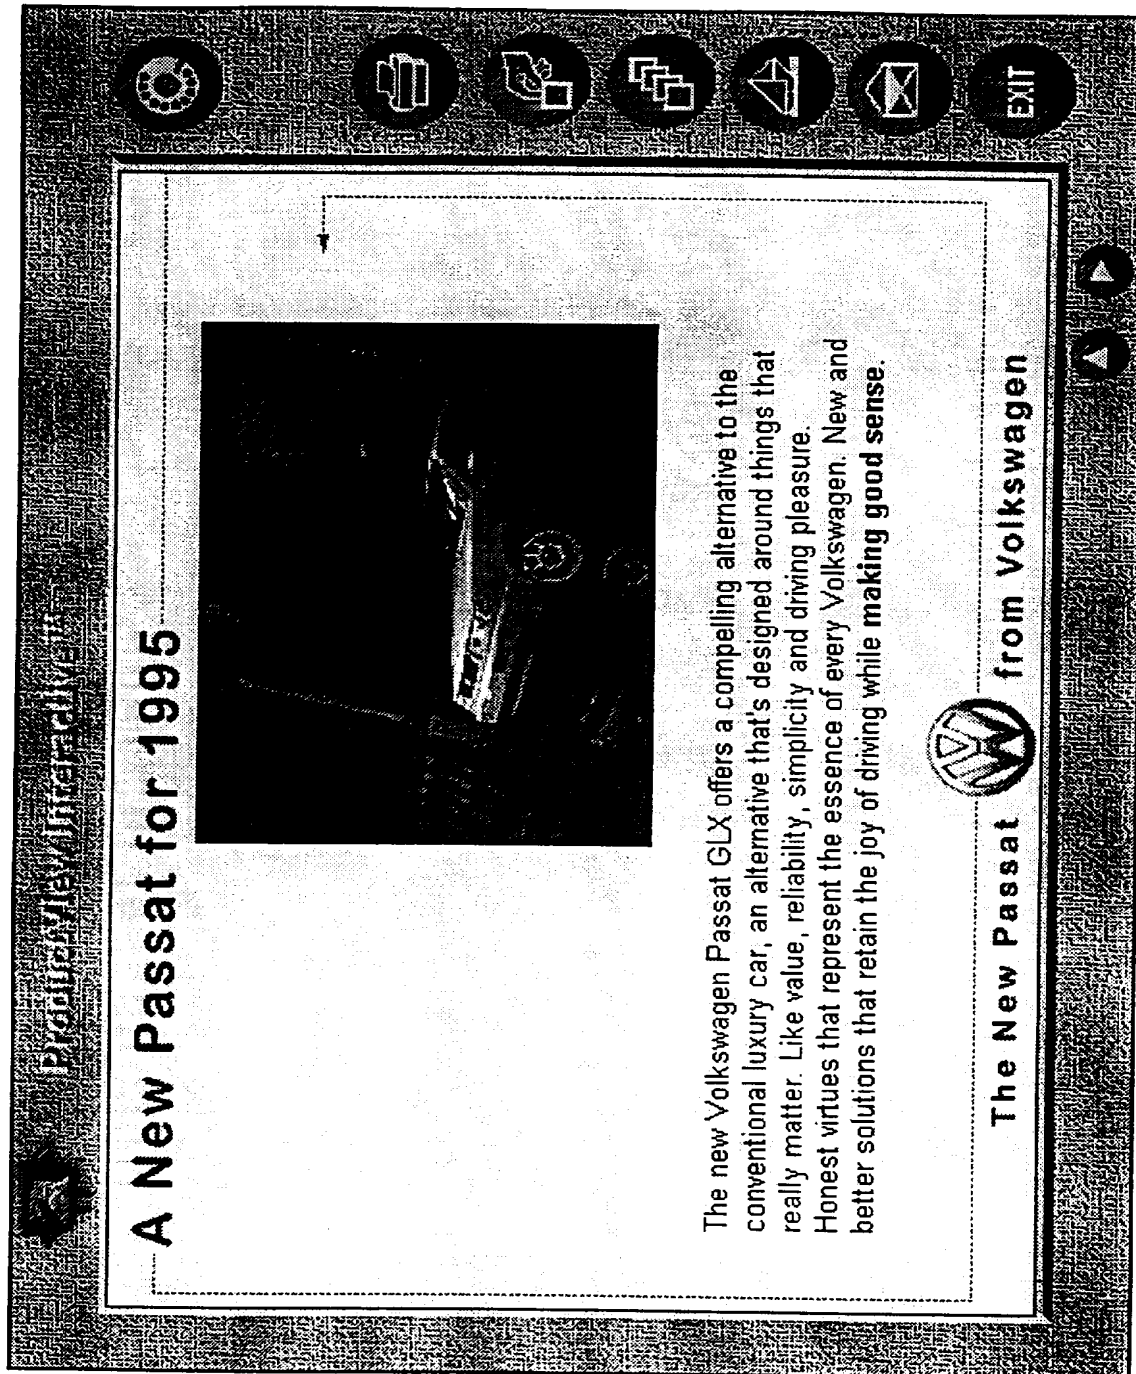 ProductView Interactive
A New Passat for 1995
The new Volkswagen Passat GLX offers a compelling alternative to the
conventional luxury car, an alternative that's designed around things that
really matter. Like value, reliability, simplicity and driving pleasure.
Honest virtues that represent the essence of every Volkswagen. New and
better solutions that retain the joy of driving while making good sense.
The New Passat from Volkswagen
EXIT